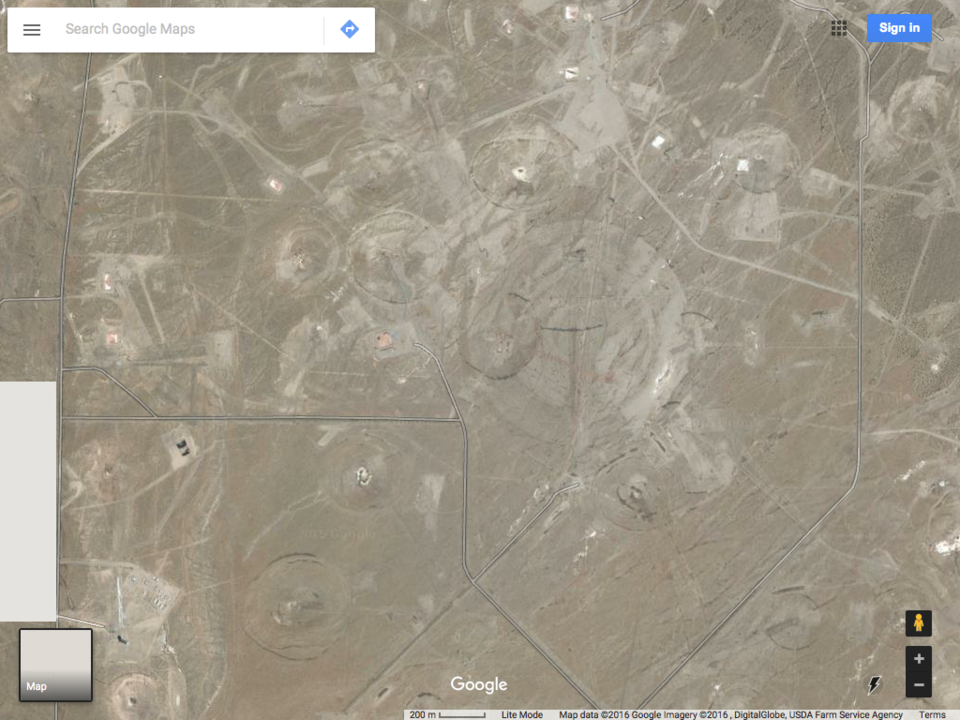 Search Google Maps
Sign in
Map
Google
200 m Lite Mode Map data ©2016 Google Imagery ©2016 , DigitalGlobe, USDA Farm Service Agency Terms